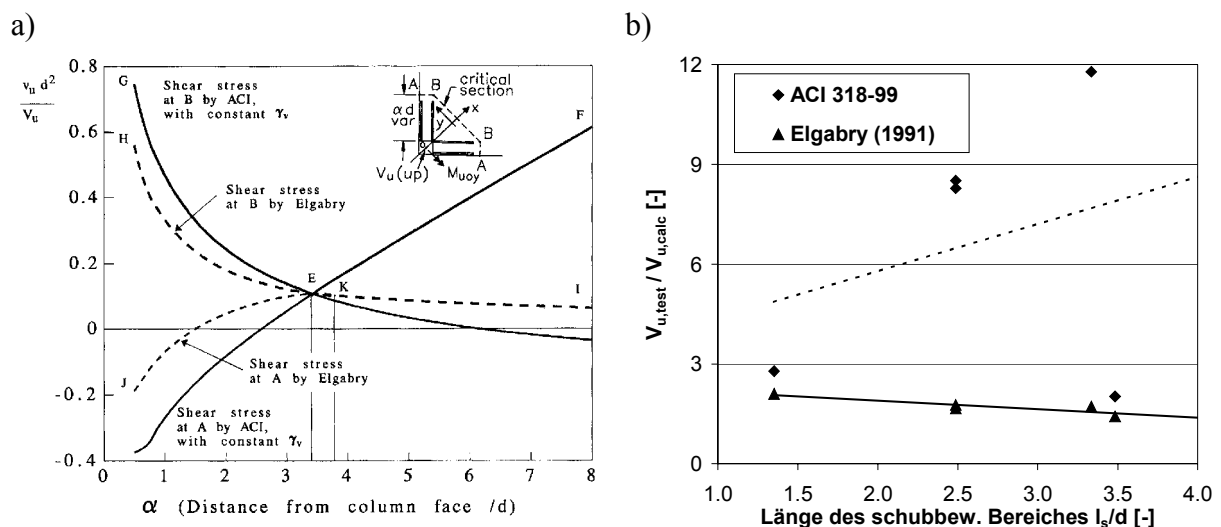 a)
0.8
0.6
0.4
0.2
0
-0.2
-0.4
ν_u d²
V_u
G
H
J
E
K
F
I
Shear stress
at B by ACI,
with constant γ_v
Shear stress
at B by Elgabry
Shear stress
at A by Elgabry
Shear stress
at A by ACI,
with constant γ_v
A B
critical
section
α d
var
x
y
o
B
A
V_u(up)
M_uoy
0 1 2 3 4 5 6 7 8
α (Distance from column face /d)
b)
12
9
6
3
0
V_u,test / V_u,calc [-]
ACI 318-99
Elgabry (1991)
1.0 1.5 2.0 2.5 3.0 3.5 4.0
Länge des schubbew. Bereiches l_s/d [-]